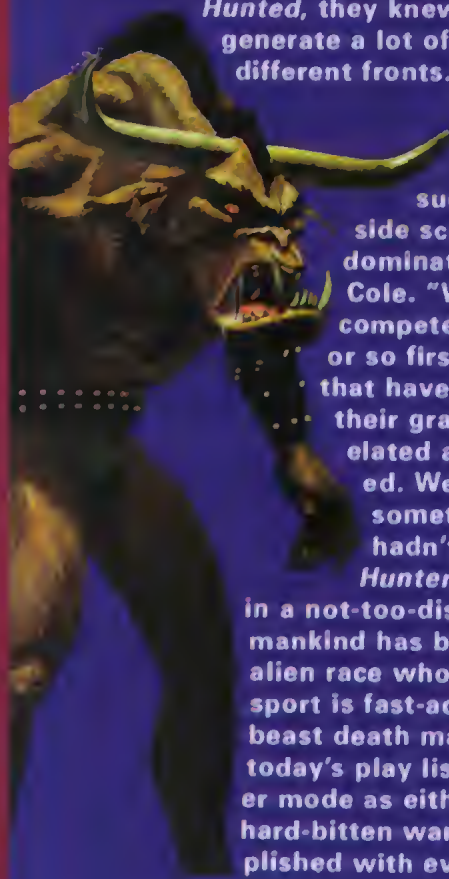 Hunted, they knew
generate a lot of
different fronts.
su
side sc
dominat
Cole. "W
compete
or so firs
that have
their gra
elated a
ed. We
somet
hadn'
Hunter
in a not-too-dis
mankind has b
alien race who
sport is fast-ac
beast death ma
today's play lis
er mode as eith
hard-bitten war
plished with ev